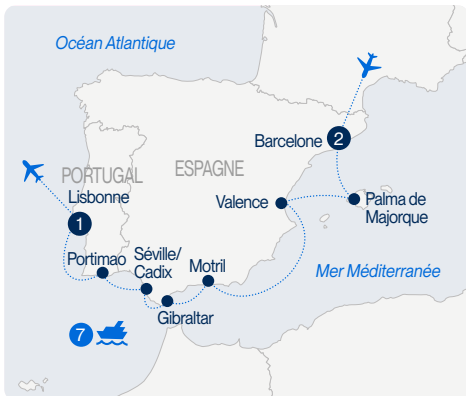 Océan Atlantique
Barcelone 2
PORTUGAL
ESPAGNE
Lisbonne
1
Valence
Palma de
Majorque
Portimao
Séville/
Cadix
Motril
Mer Méditerranée
Gibraltar
7